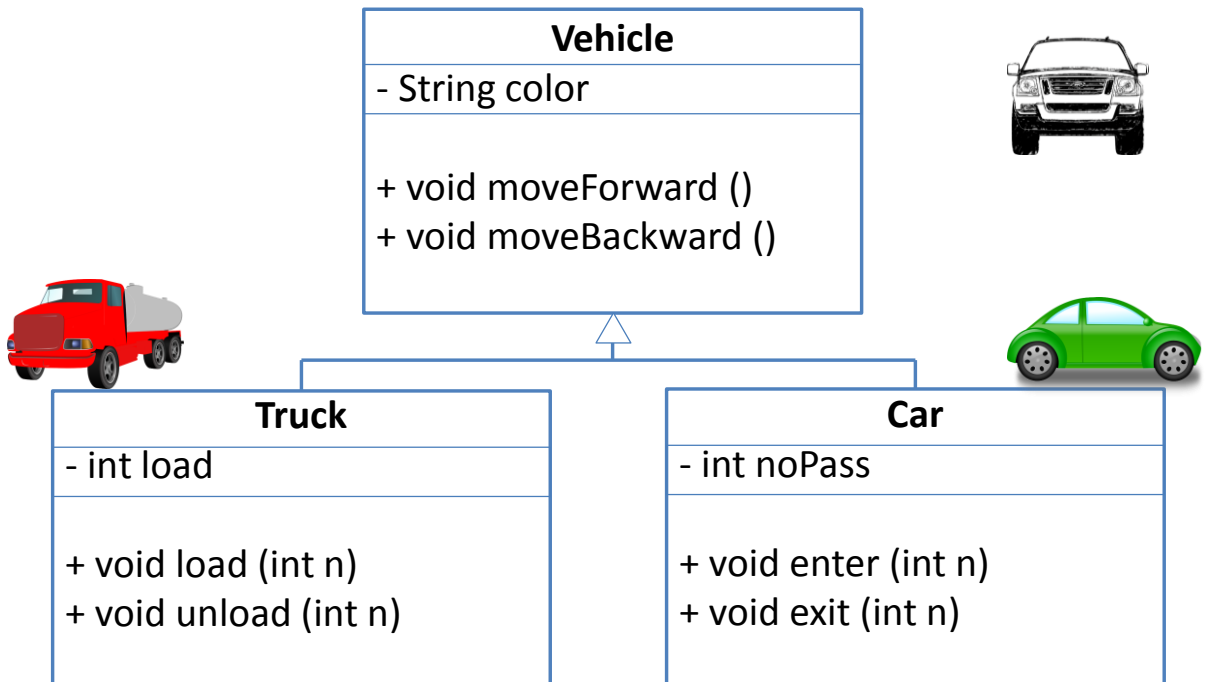 Vehicle
- String color
+ void moveForward ()
+ void moveBackward ()
Truck
- int load
+ void load (int n)
+ void unload (int n)
Car
- int noPass
+ void enter (int n)
+ void exit (int n)